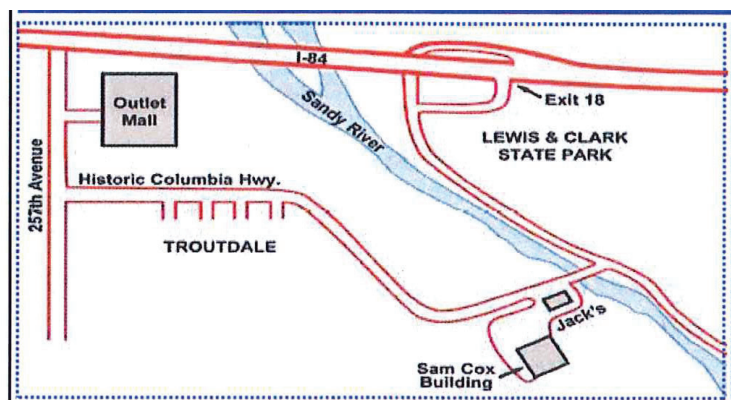 I-84
Outlet
Mall
Exit 18
Sandy River
LEWIS & CLARK
STATE PARK
257th Avenue
Historic Columbia Hwy.
TROUTDALE
Jack's
Sam Cox
Building